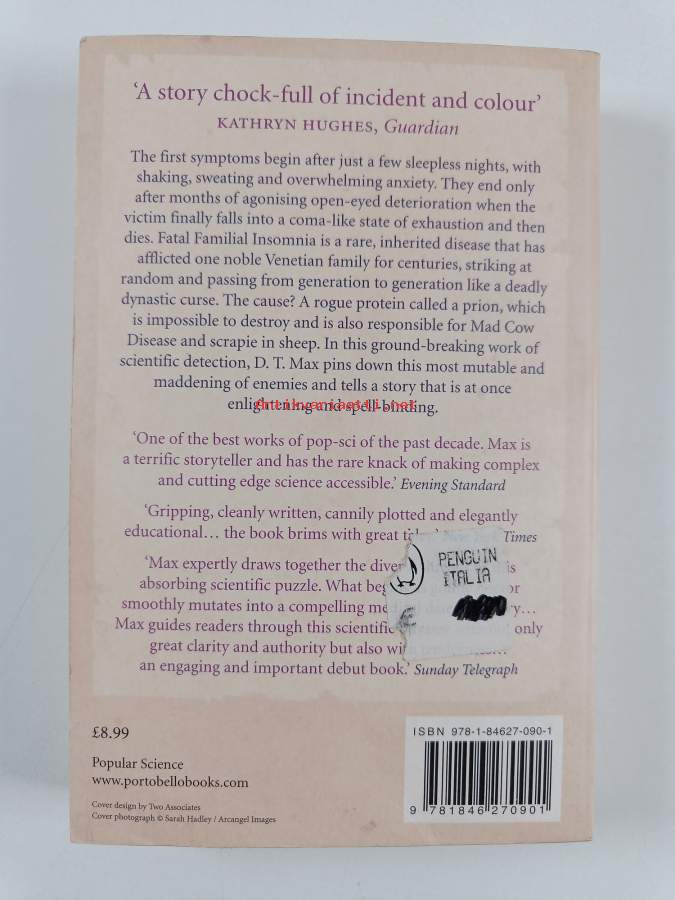 ‘A story chock-full of incident and colour’
KATHRYN HUGHES, Guardian
The first symptoms begin after just a few sleepless nights, with
shaking, sweating and overwhelming anxiety. They end only
after months of agonising open-eyed deterioration when the
victim finally falls into a coma-like state of exhaustion and then
dies. Fatal Familial Insomnia is a rare, inherited disease that has
afflicted one noble Venetian family for centuries, striking at
random and passing from generation to generation like a deadly
dynastic curse. The cause? A rogue protein called a prion, which
is impossible to destroy and is also responsible for Mad Cow
Disease and scrapie in sheep. In this ground-breaking work of
scientific detection, D. T. Max pins down this most mutable and
maddening of enemies and tells a story that is at once
enlightening and spell-binding.
‘One of the best works of pop-sci of the past decade. Max is
a terrific storyteller and has the rare knack of making complex
and cutting edge science accessible.’ Evening Standard
‘Gripping, cleanly written, cannily plotted and elegantly
educational… the book brims with great Times
‘Max expertly draws together the
absorbing scientific puzzle. What
smoothly mutates into a compelling
Max guides readers through this scientific only
great clarity and authority but also
an engaging and important debut book.’ Sunday Telegraph
PENGUIN
ITALIA
€
£8.99
Popular Science
www.portobellobooks.com
Cover design by Two Associates
Cover photograph © Sarah Hadley / Arcangel Images
ISBN 978-1-84627-090-1
9 781846 270901